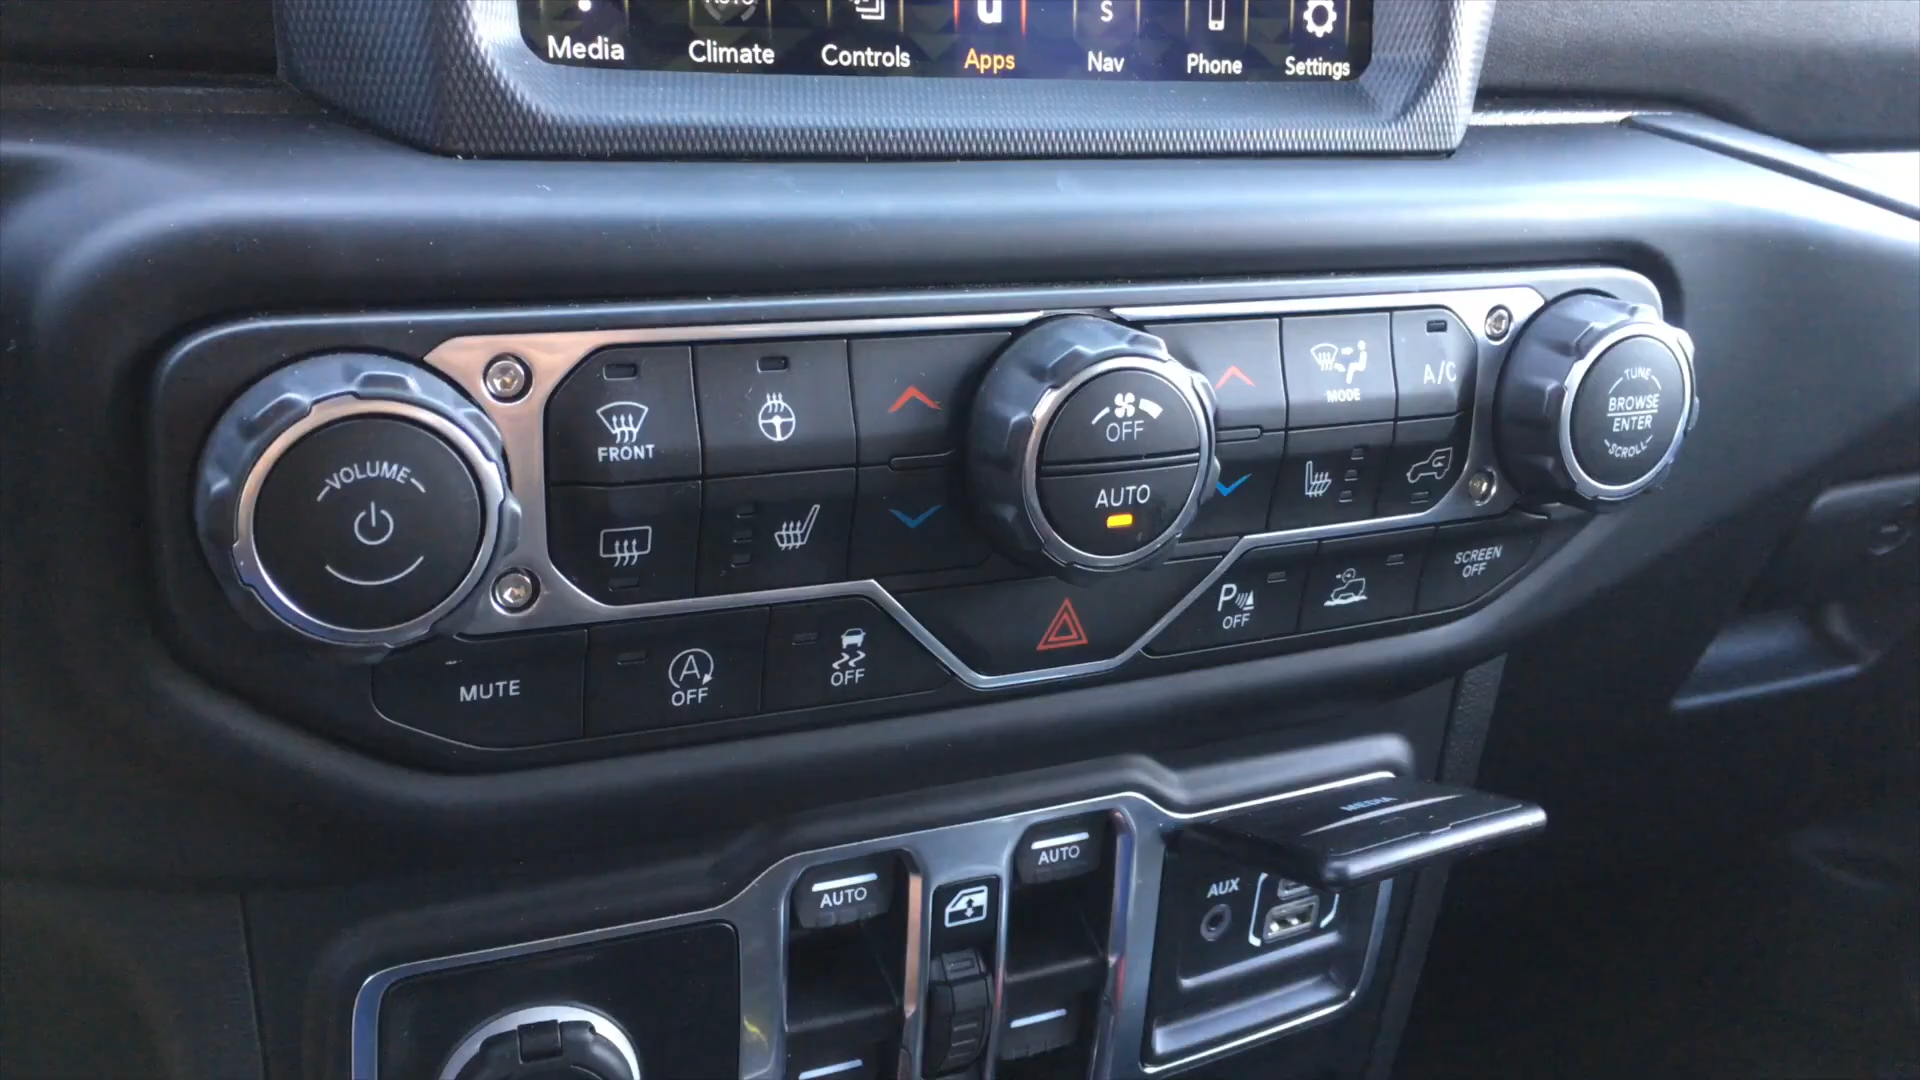 Media
Climate
Controls
Apps
Nav
Phone
Settings
VOLUME
FRONT
OFF
AUTO
MODE
A/C
TUNE
BROWSE
ENTER
SCROLL
MUTE
A
OFF
OFF
P
OFF
SCREEN
OFF
MEDIA
AUTO
AUTO
AUX